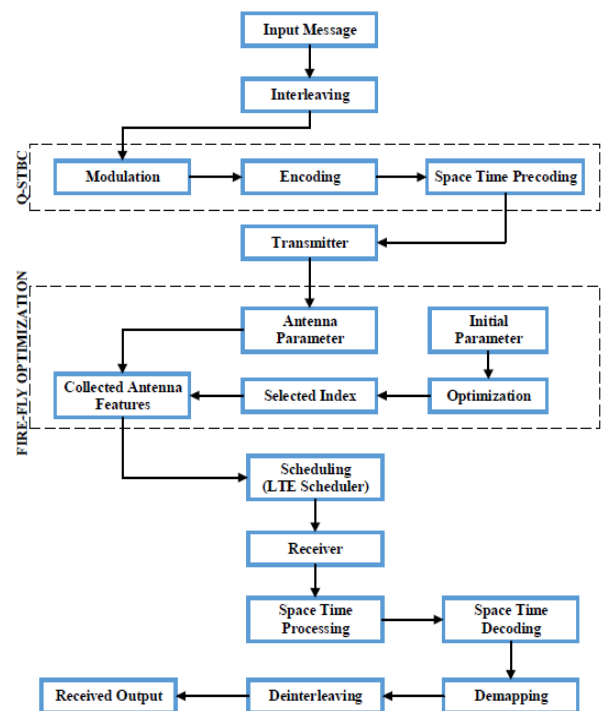 Input Message
Interleaving
Q-STBC
Modulation
Encoding
Space Time Precoding
Transmitter
FIRE-FLY OPTIMIZATION
Antenna
Parameter
Initial
Parameter
Collected Antenna
Features
Selected Index
Optimization
Scheduling
(LTE Scheduler)
Receiver
Space Time
Processing
Space Time
Decoding
Received Output
Deinterleaving
Demapping